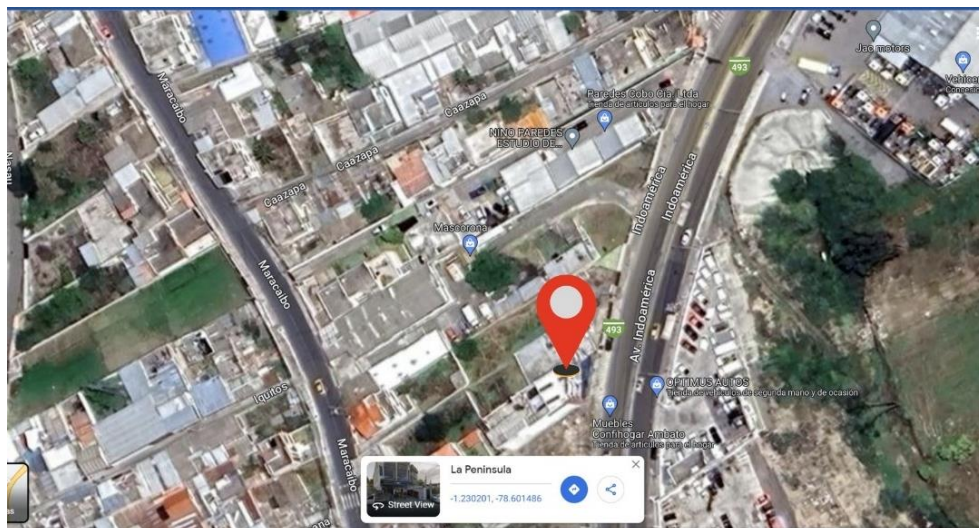 Maracaibo
Caazapa
Caazapa
Caazapa
Paredes Cobo Cia. Ltda
Tienda de artículos para el hogar
NINO PAREDES
ESTUDIO DE...
493
Jac motors
Indoamérica
Indoamérica
Mascorona
Maracaibo
493
Av. Indoamérica
Iquitos
OPTIMUS AUTOS
Tienda de vehículos de segunda mano y de ocasión
Muebles
Confihogar Ambato
Tienda de artículos para el hogar
Maracaibo
La Peninsula
-1.230201, -78.601486
Street View